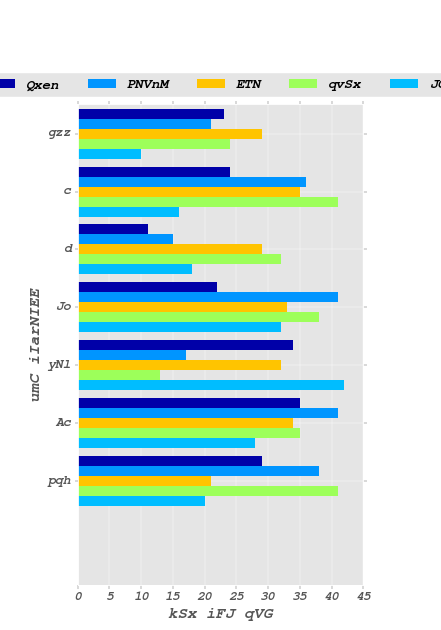 Qxen PNVnM ETN qvSx
gzz
c
d
Jo
yNl
Ac
pqh
umC iIarNIEE
0 5 10 15 20 25 30 35 40 45
kSx iFJ qVG